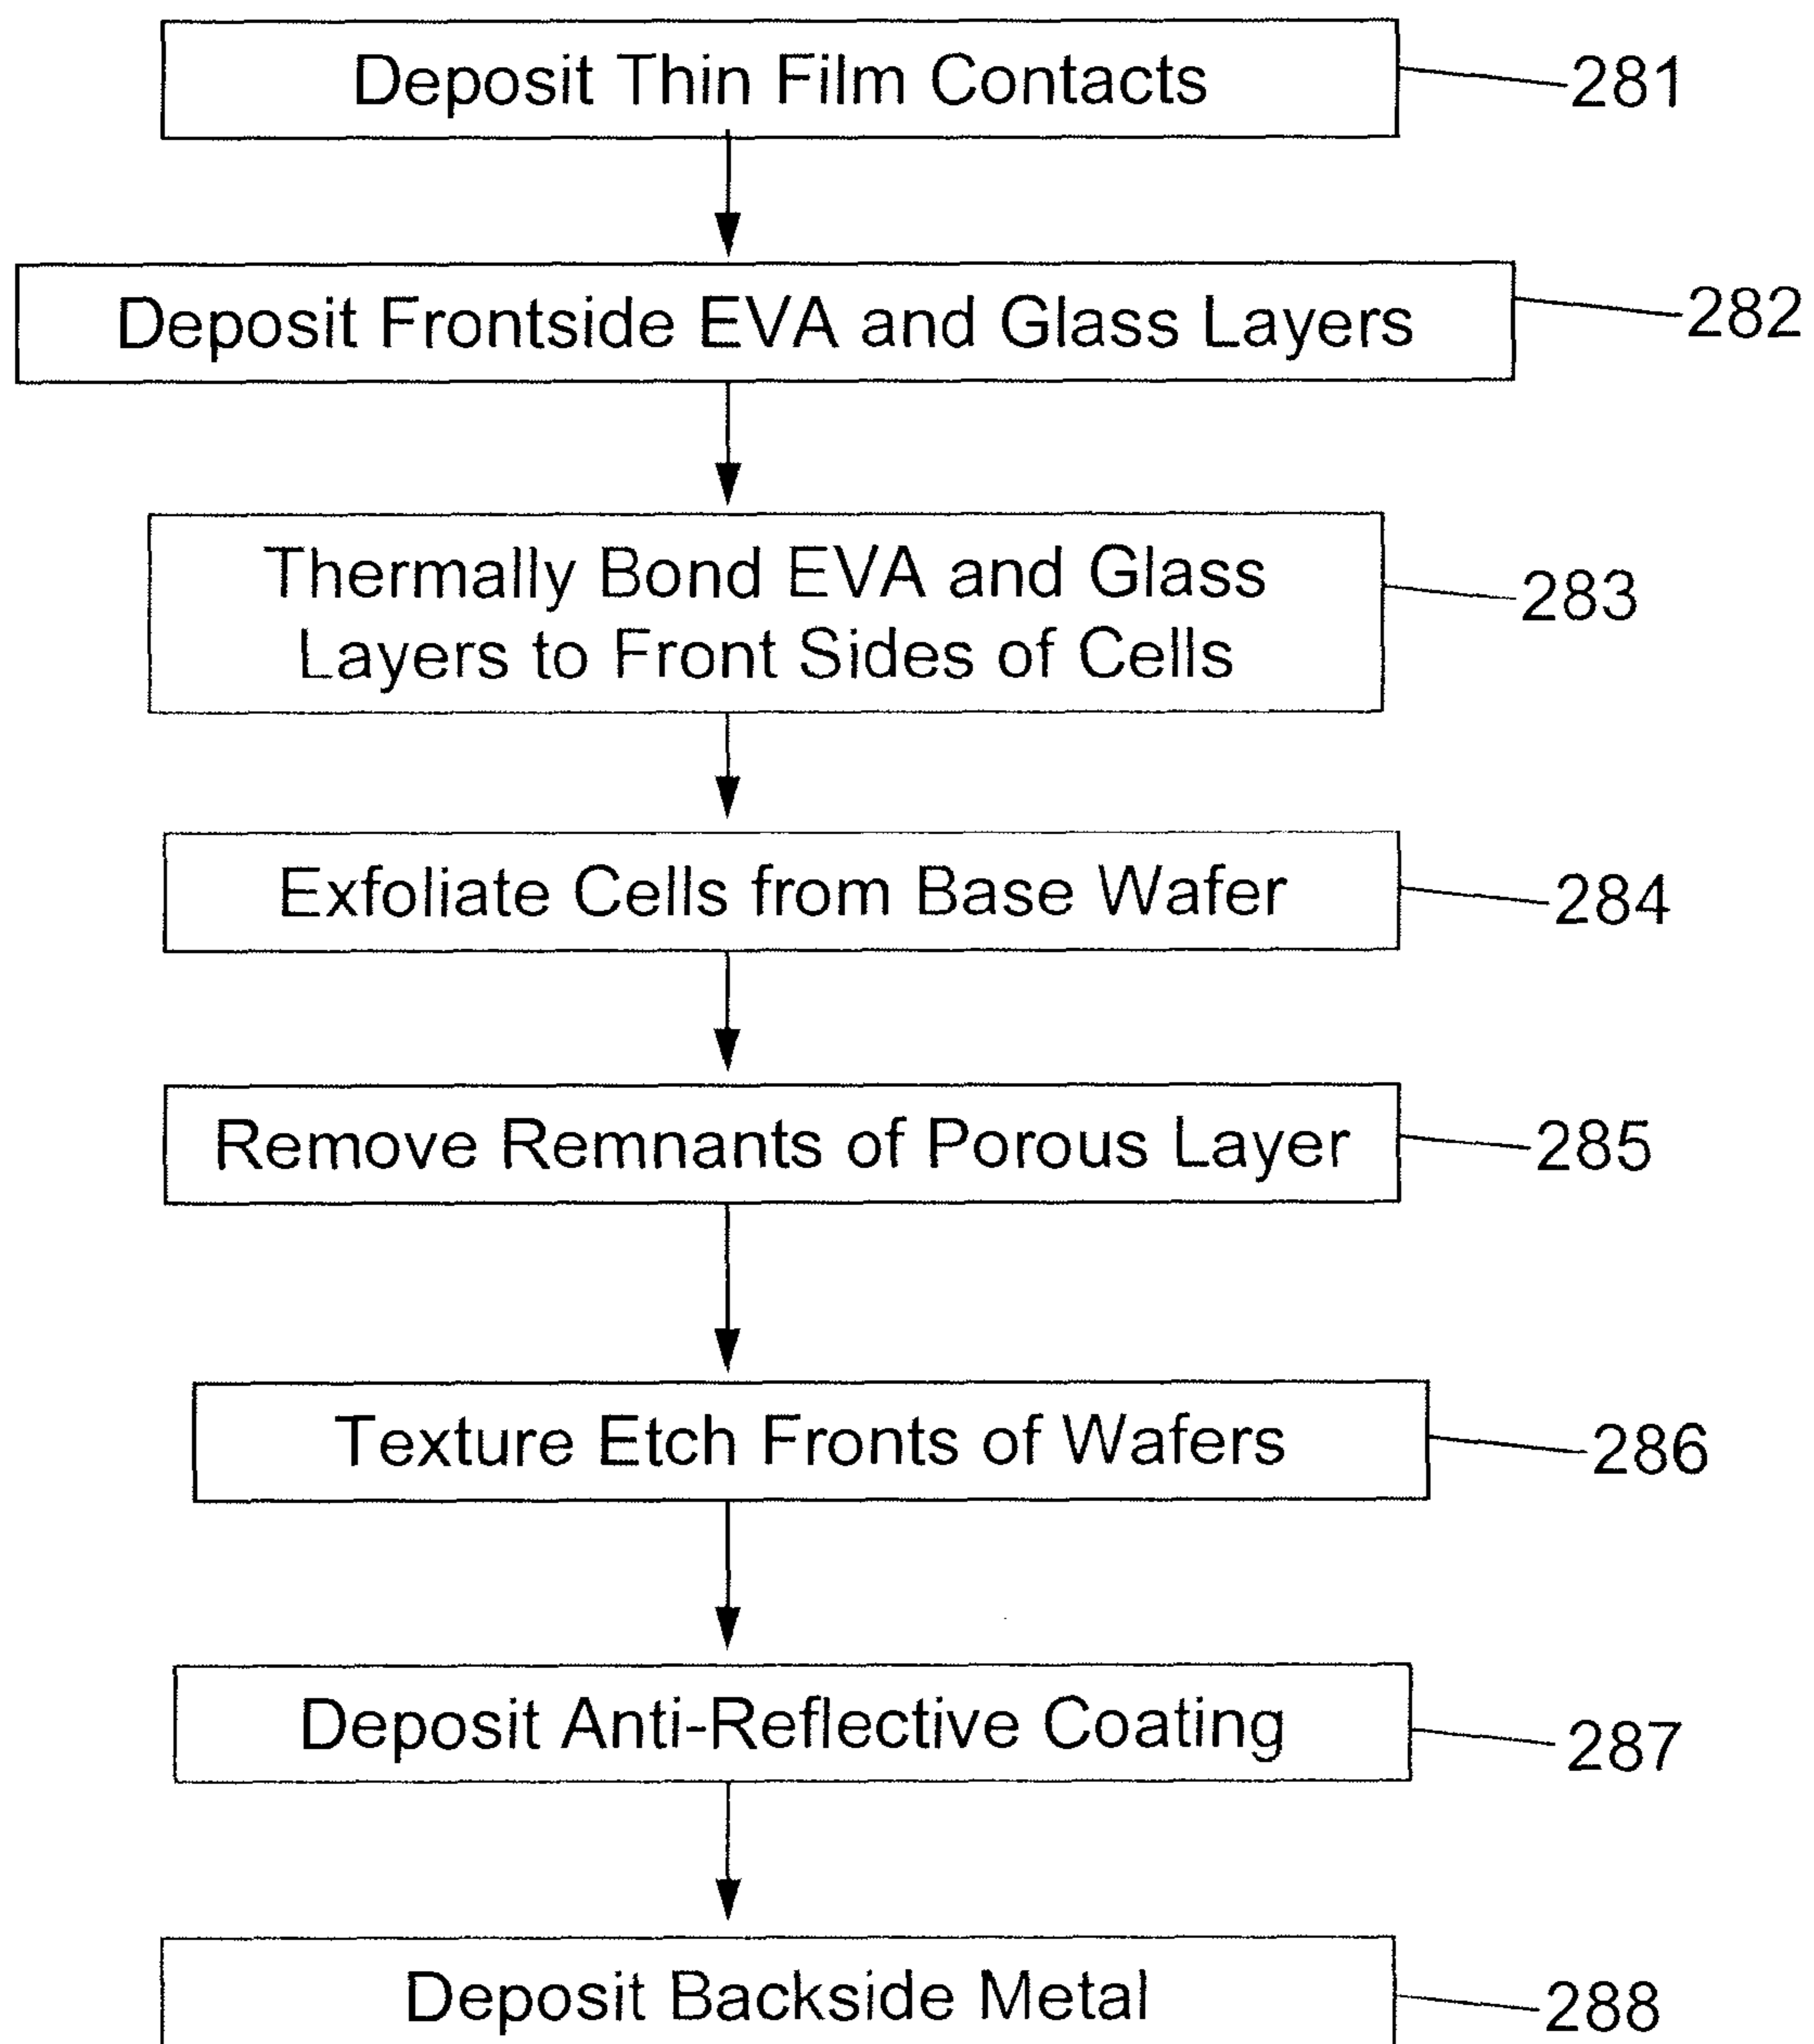 Deposit Thin Film Contacts
281
Deposit Frontside EVA and Glass Layers
282
Thermally Bond EVA and Glass
Layers to Front Sides of Cells
283
Exfoliate Cells from Base Wafer
284
Remove Remnants of Porous Layer
285
Texture Etch Fronts of Wafers
286
Deposit Anti-Reflective Coating
287
Deposit Backside Metal
288